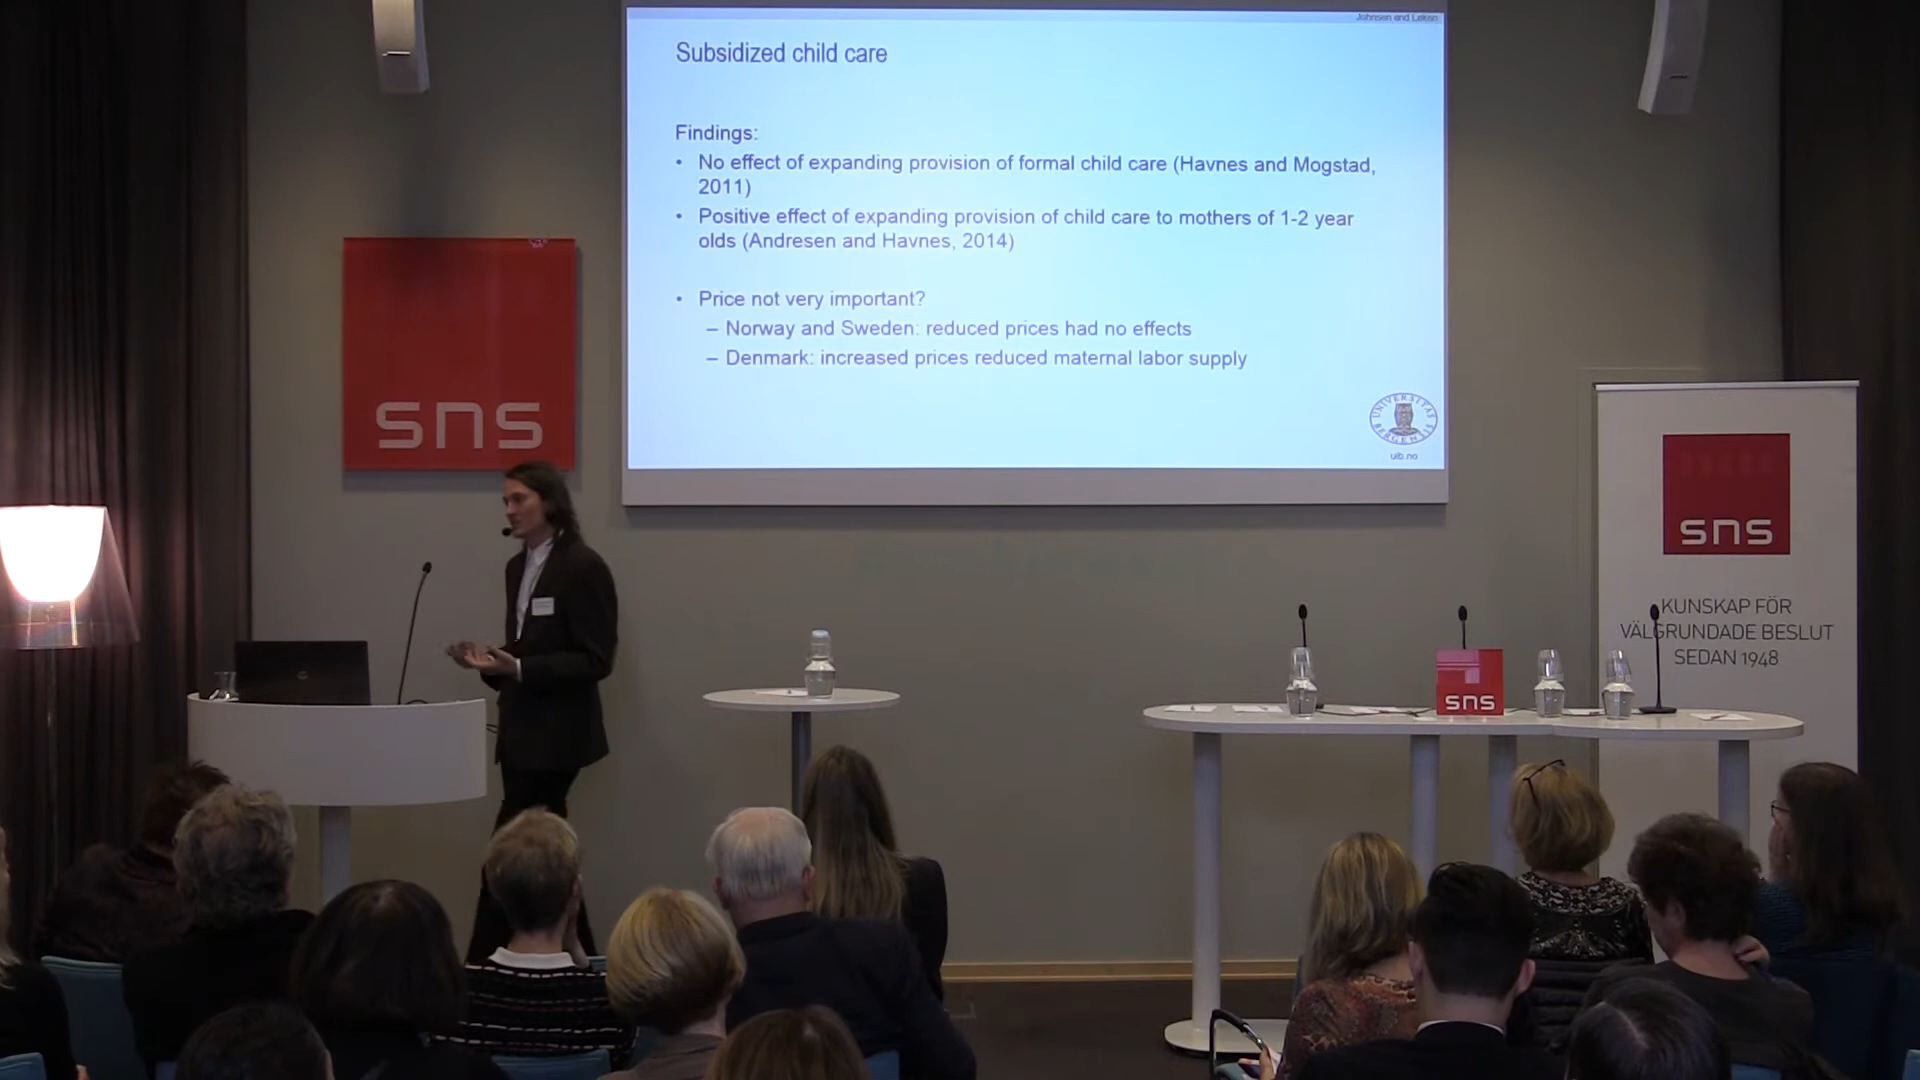 Johnsen and Løken
Subsidized child care
Findings:
• No effect of expanding provision of formal child care (Havnes and Mogstad,
2011)
• Positive effect of expanding provision of child care to mothers of 1-2 year
olds (Andresen and Havnes, 2014)
• Price not very important?
– Norway and Sweden: reduced prices had no effects
– Denmark: increased prices reduced maternal labor supply
UNIVERSITAS
BERGENSIS
uib.no
sns
sns
KUNSKAP FÖR
VÄLGRUNDADE BESLUT
SEDAN 1948
sns